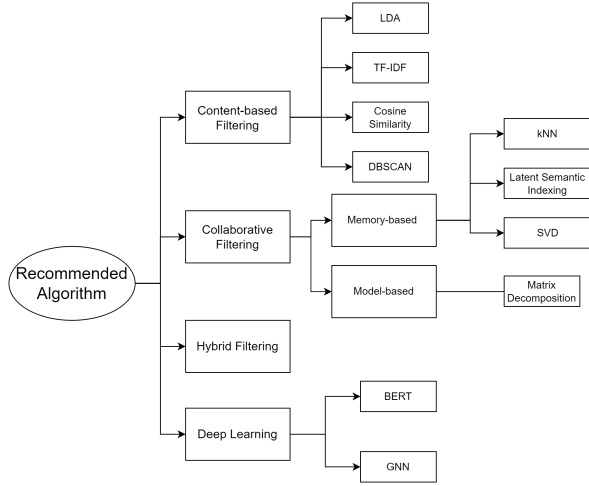 LDA
TF-IDF
Content-based
Filtering
Cosine
Similarity
DBSCAN
kNN
Latent Semantic
Indexing
SVD
Memory-based
Collaborative
Filtering
Recommended
Algorithm
Model-based
Matrix
Decomposition
Hybrid Filtering
BERT
Deep Learning
GNN